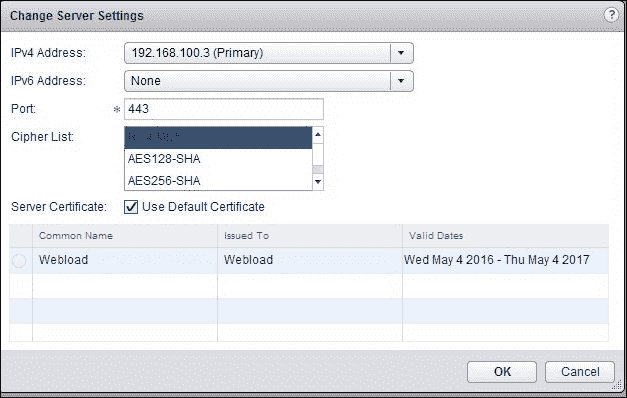 Change Server Settings ?
IPv4 Address: 192.168.100.3 (Primary)
IPv6 Address: None
Port: * 443
Cipher List:
AES128-SHA
AES256-SHA
Server Certificate: Use Default Certificate
Common Name Issued To Valid Dates
Webload Webload Wed May 4 2016 - Thu May 4 2017
OK Cancel